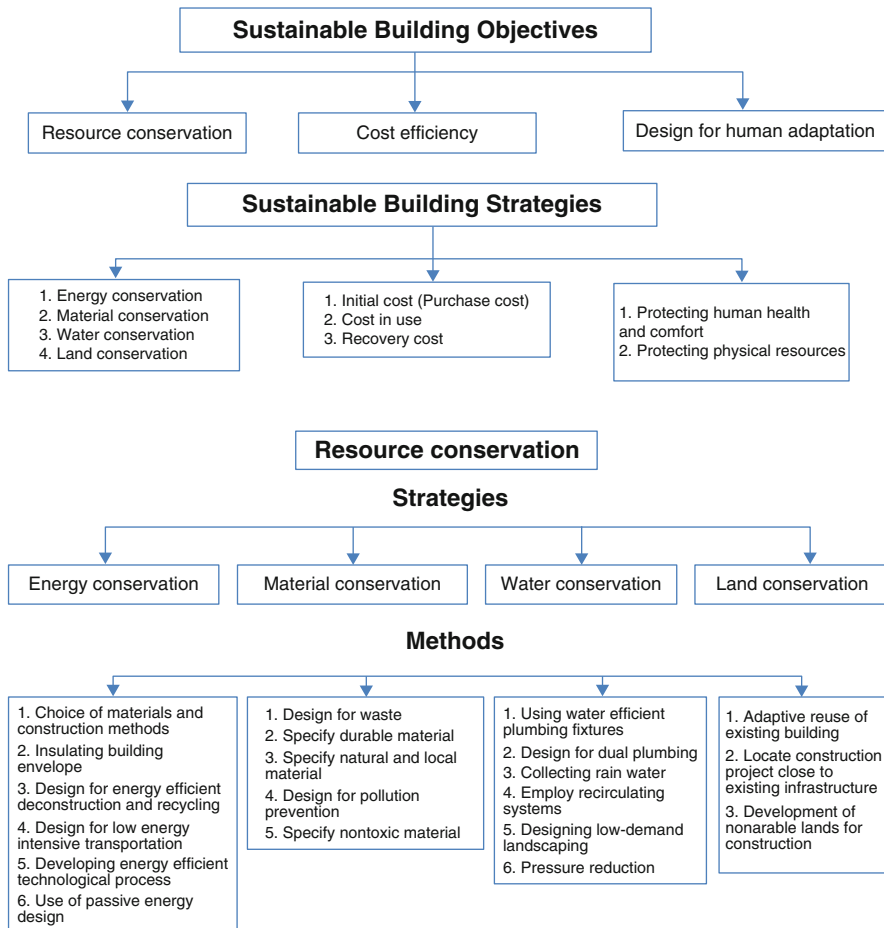 Sustainable Building Objectives
Resource conservation
Cost efficiency
Design for human adaptation
Sustainable Building Strategies
1. Energy conservation
2. Material conservation
3. Water conservation
4. Land conservation
1. Initial cost (Purchase cost)
2. Cost in use
3. Recovery cost
1. Protecting human health
and comfort
2. Protecting physical resources
Resource conservation
Strategies
Energy conservation
Material conservation
Water conservation
Land conservation
Methods
1. Choice of materials and
construction methods
2. Insulating building
envelope
3. Design for energy efficient
deconstruction and recycling
4. Design for low energy
intensive transportation
5. Developing energy efficient
technological process
6. Use of passive energy
design
1. Design for waste
2. Specify durable material
3. Specify natural and local
material
4. Design for pollution
prevention
5. Specify nontoxic material
1. Using water efficient
plumbing fixtures
2. Design for dual plumbing
3. Collecting rain water
4. Employ recirculating
systems
5. Designing low-demand
landscaping
6. Pressure reduction
1. Adaptive reuse of
existing building
2. Locate construction
project close to
existing infrastructure
3. Development of
nonarable lands for
construction